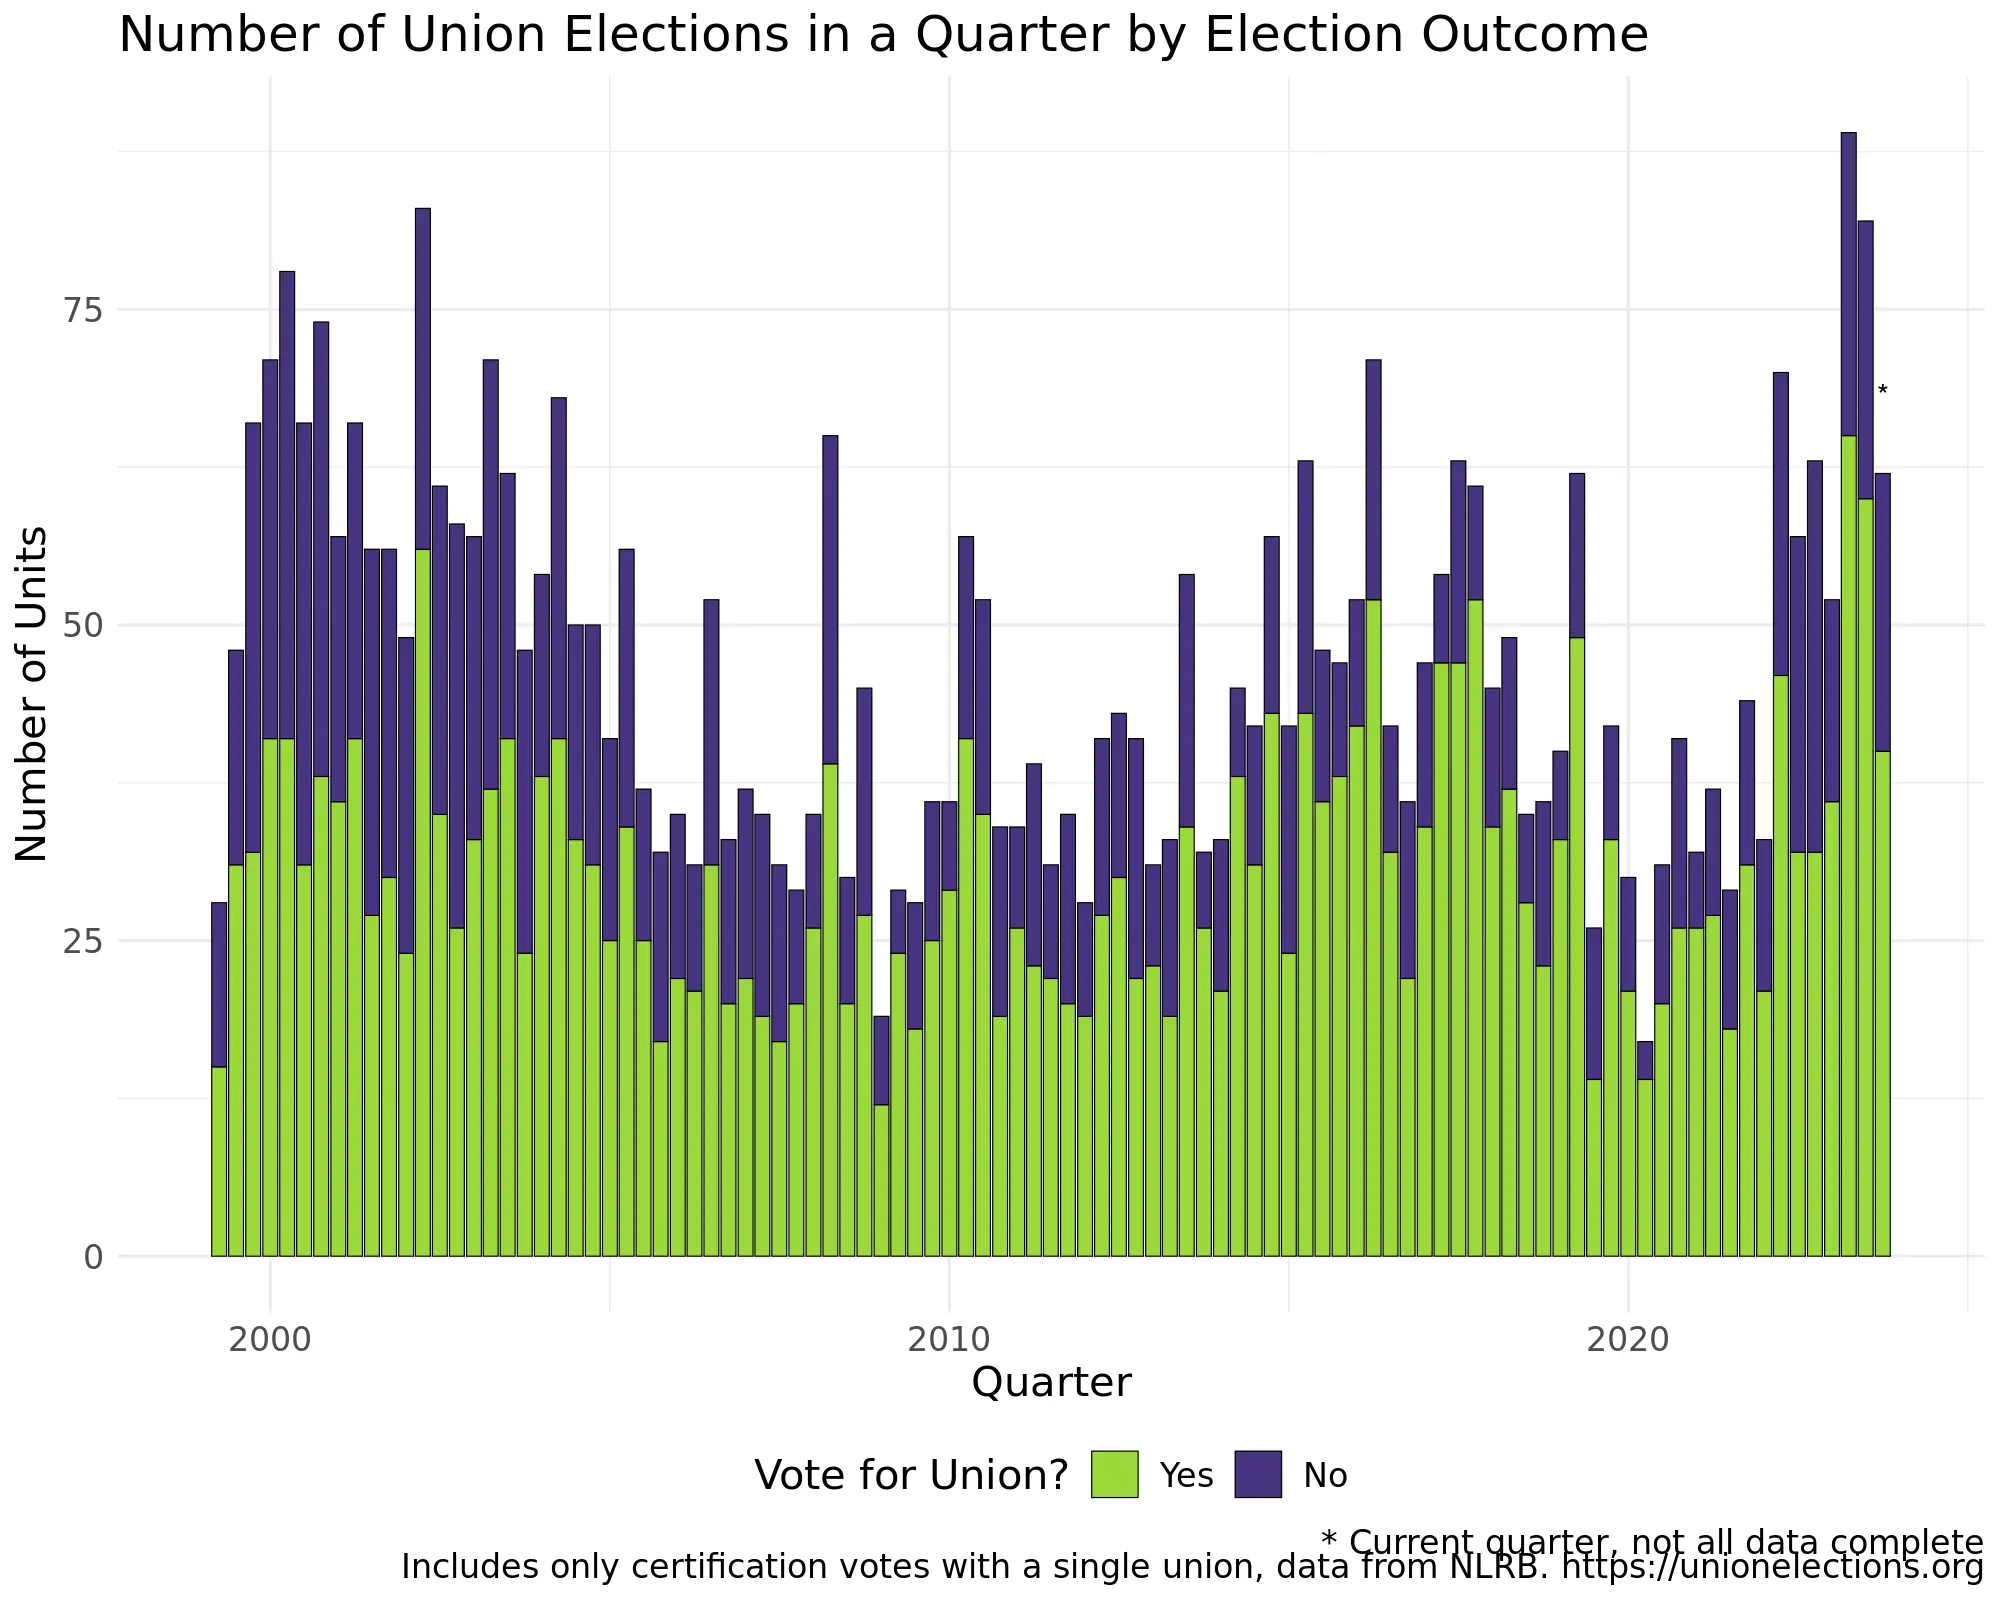 Number of Union Elections in a Quarter by Election Outcome
75
50
25
0
Number of Units
*
2000 2010 2020
Quarter
Vote for Union? Yes No
* Current quarter, not all data complete
Includes only certification votes with a single union, data from NLRB. https://unionelections.org